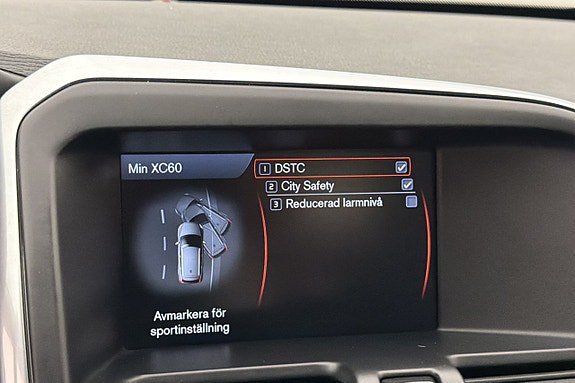 Min XC60
1 DSTC
2 City Safety
3 Reducerad larmnivå
Avmarkera för
sportinställning